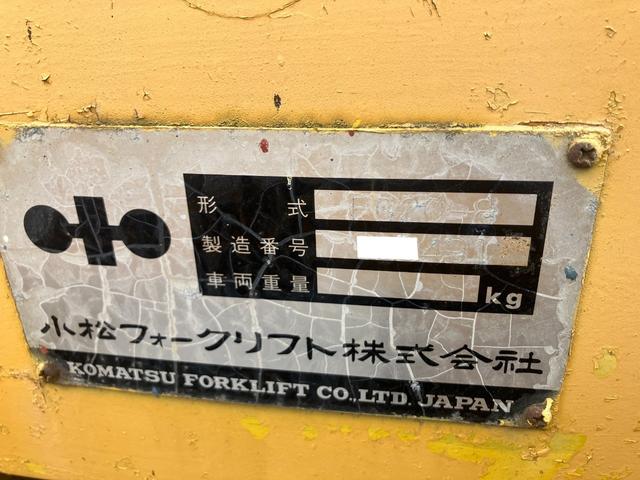 形式
製造番号
車両重量 kg
小松フォークリフト株式会社
KOMATSU FORKLIFT CO.,LTD. JAPAN